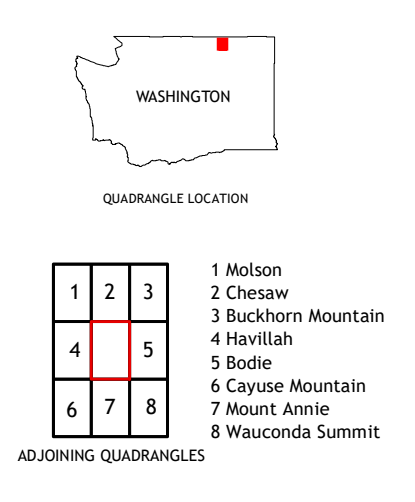 WASHINGTON
QUADRANGLE LOCATION
1 2 3
4 5
6 7 8
1 Molson
2 Chesaw
3 Buckhorn Mountain
4 Havillah
5 Bodie
6 Cayuse Mountain
7 Mount Annie
8 Wauconda Summit
ADJOINING QUADRANGLES